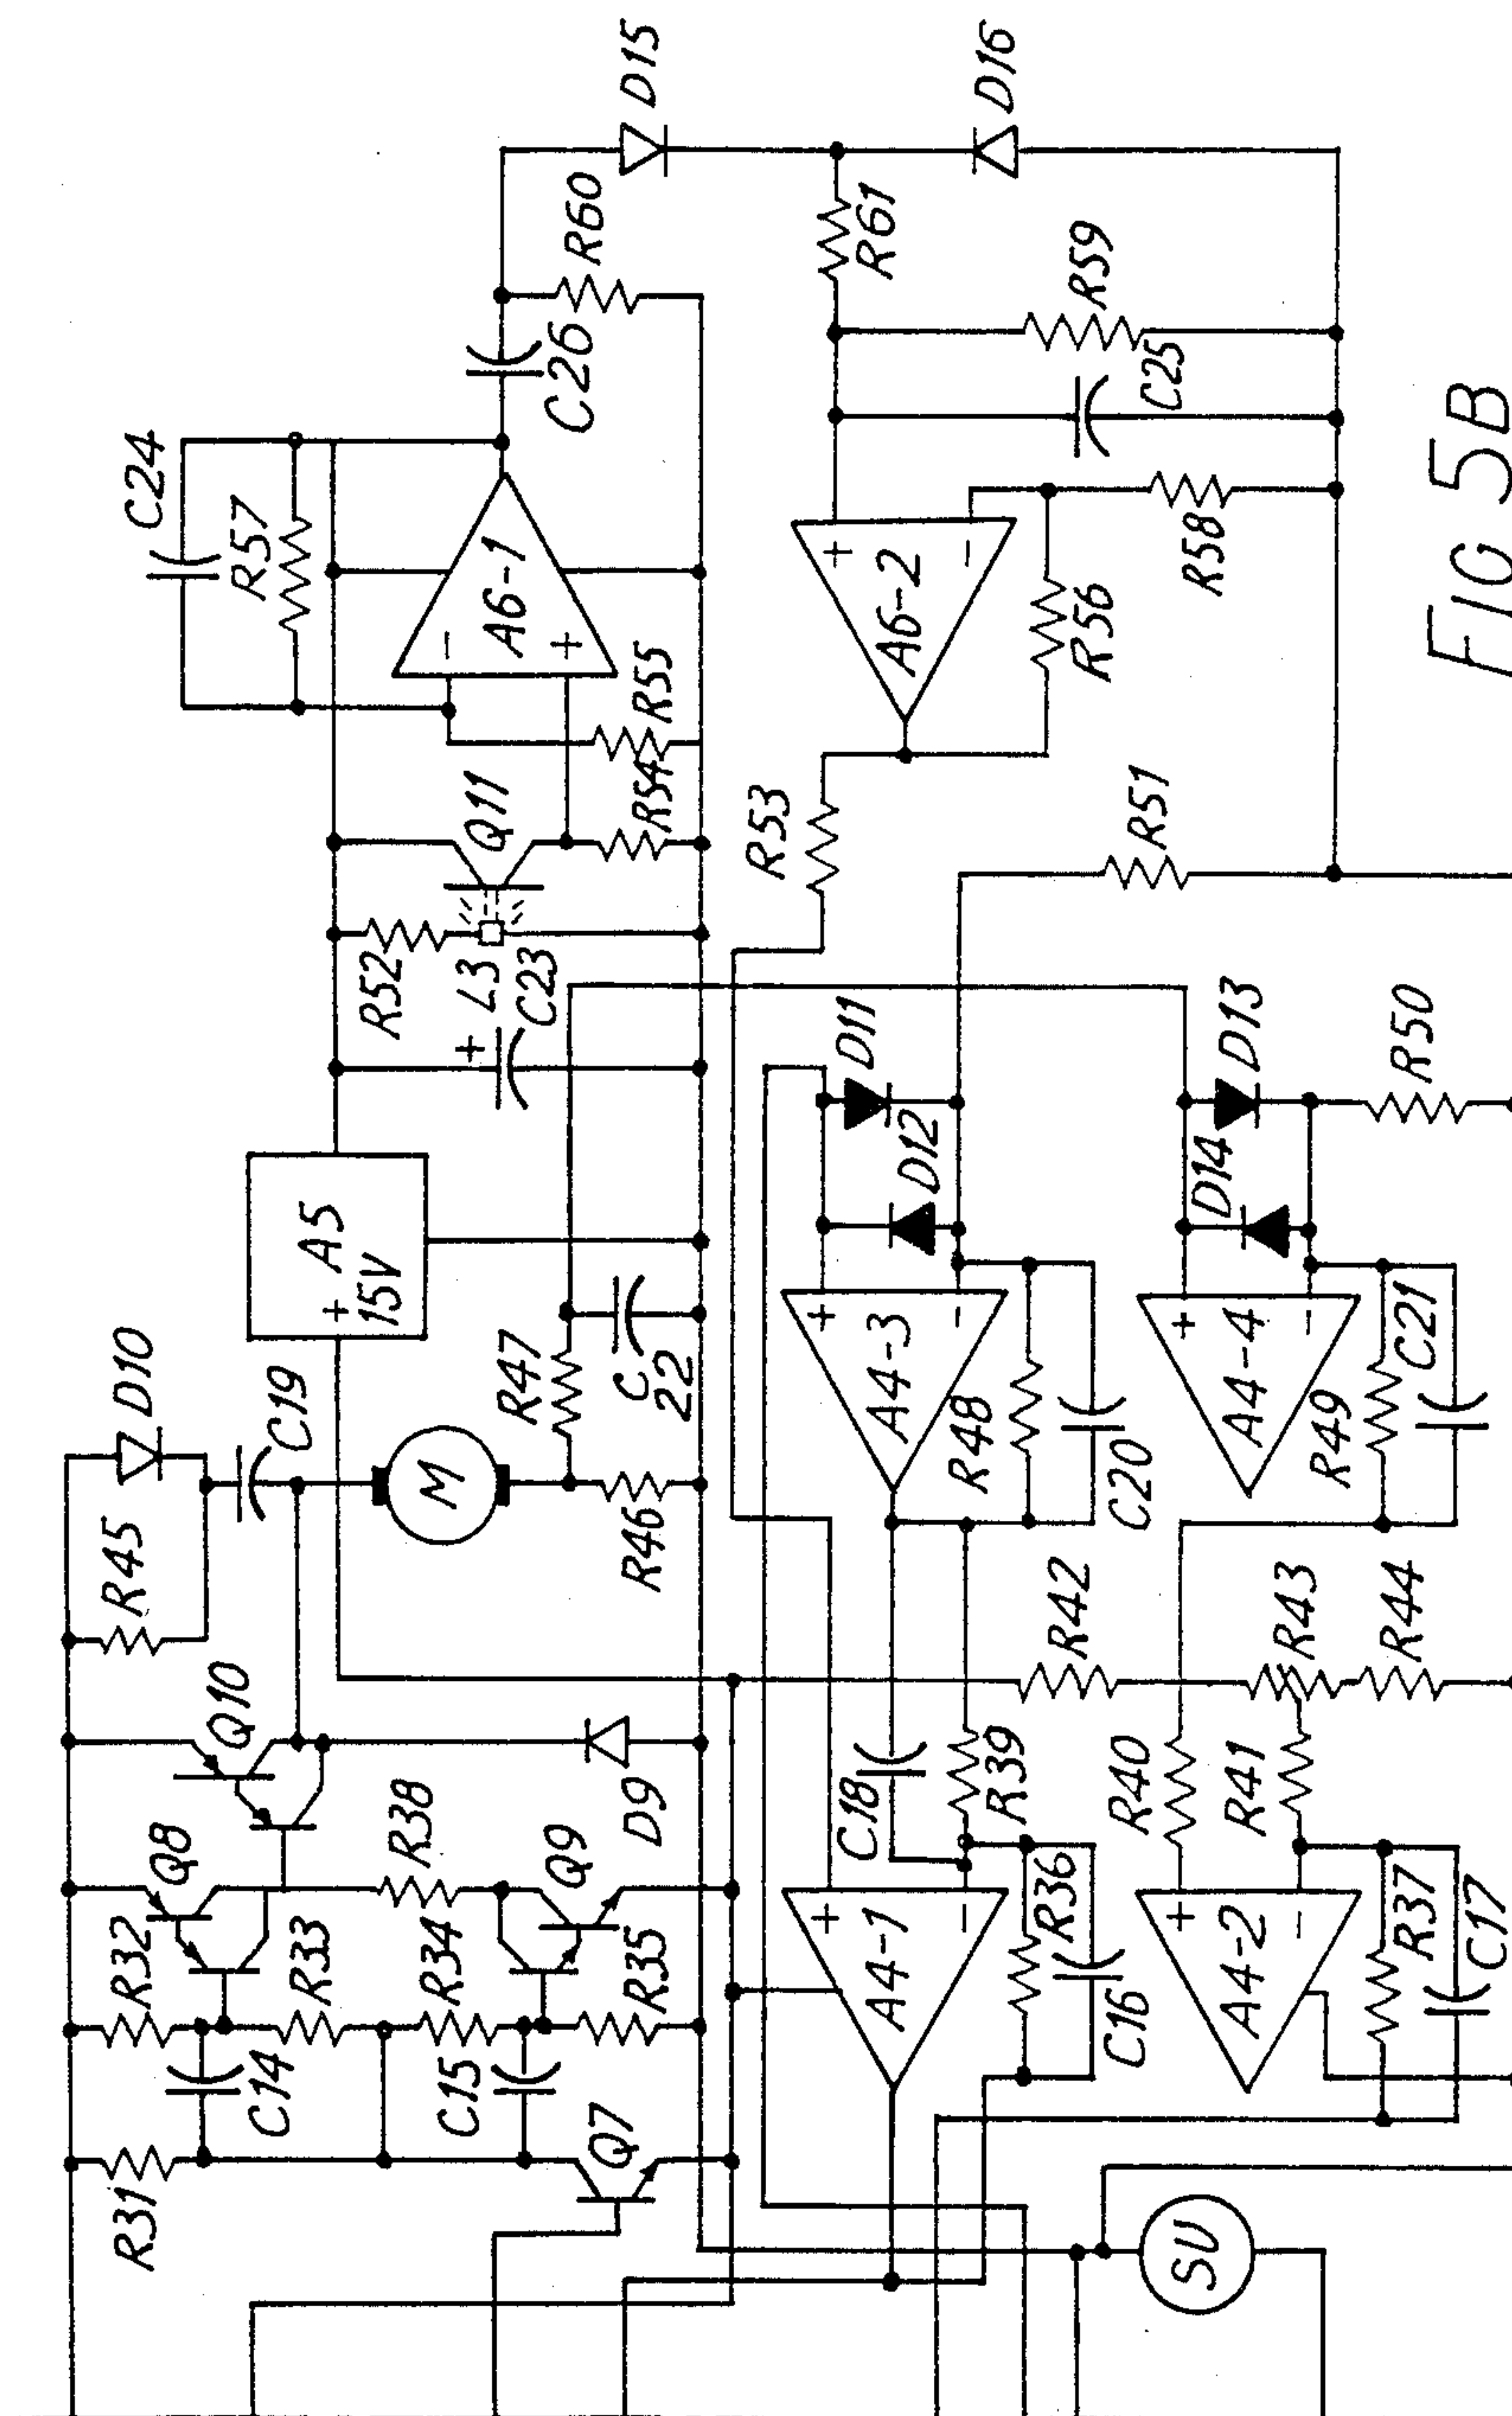 D15
D16
R60
R61
R59
C26
C25
C24
R57
A6-1
−
+
R55
R54
Q11
R52
L3
+
C23
A6-2
+
−
R56
R58
R53
R51
D11
D12
D13
D14
R50
A5
15V
+
D10
C19
R45
M
R47
C
22
R46
A4-3
+
−
R48
C20
A4-4
+
−
R49
C21
R42
R43
R44
Q10
D9
Q8
R38
Q9
R32
R33
R34
R35
C14
C15
R31
Q7
C18
R39
R40
R41
A4-1
+
−
R36
C16
A4-2
+
−
R37
C17
SU
FIG 5B